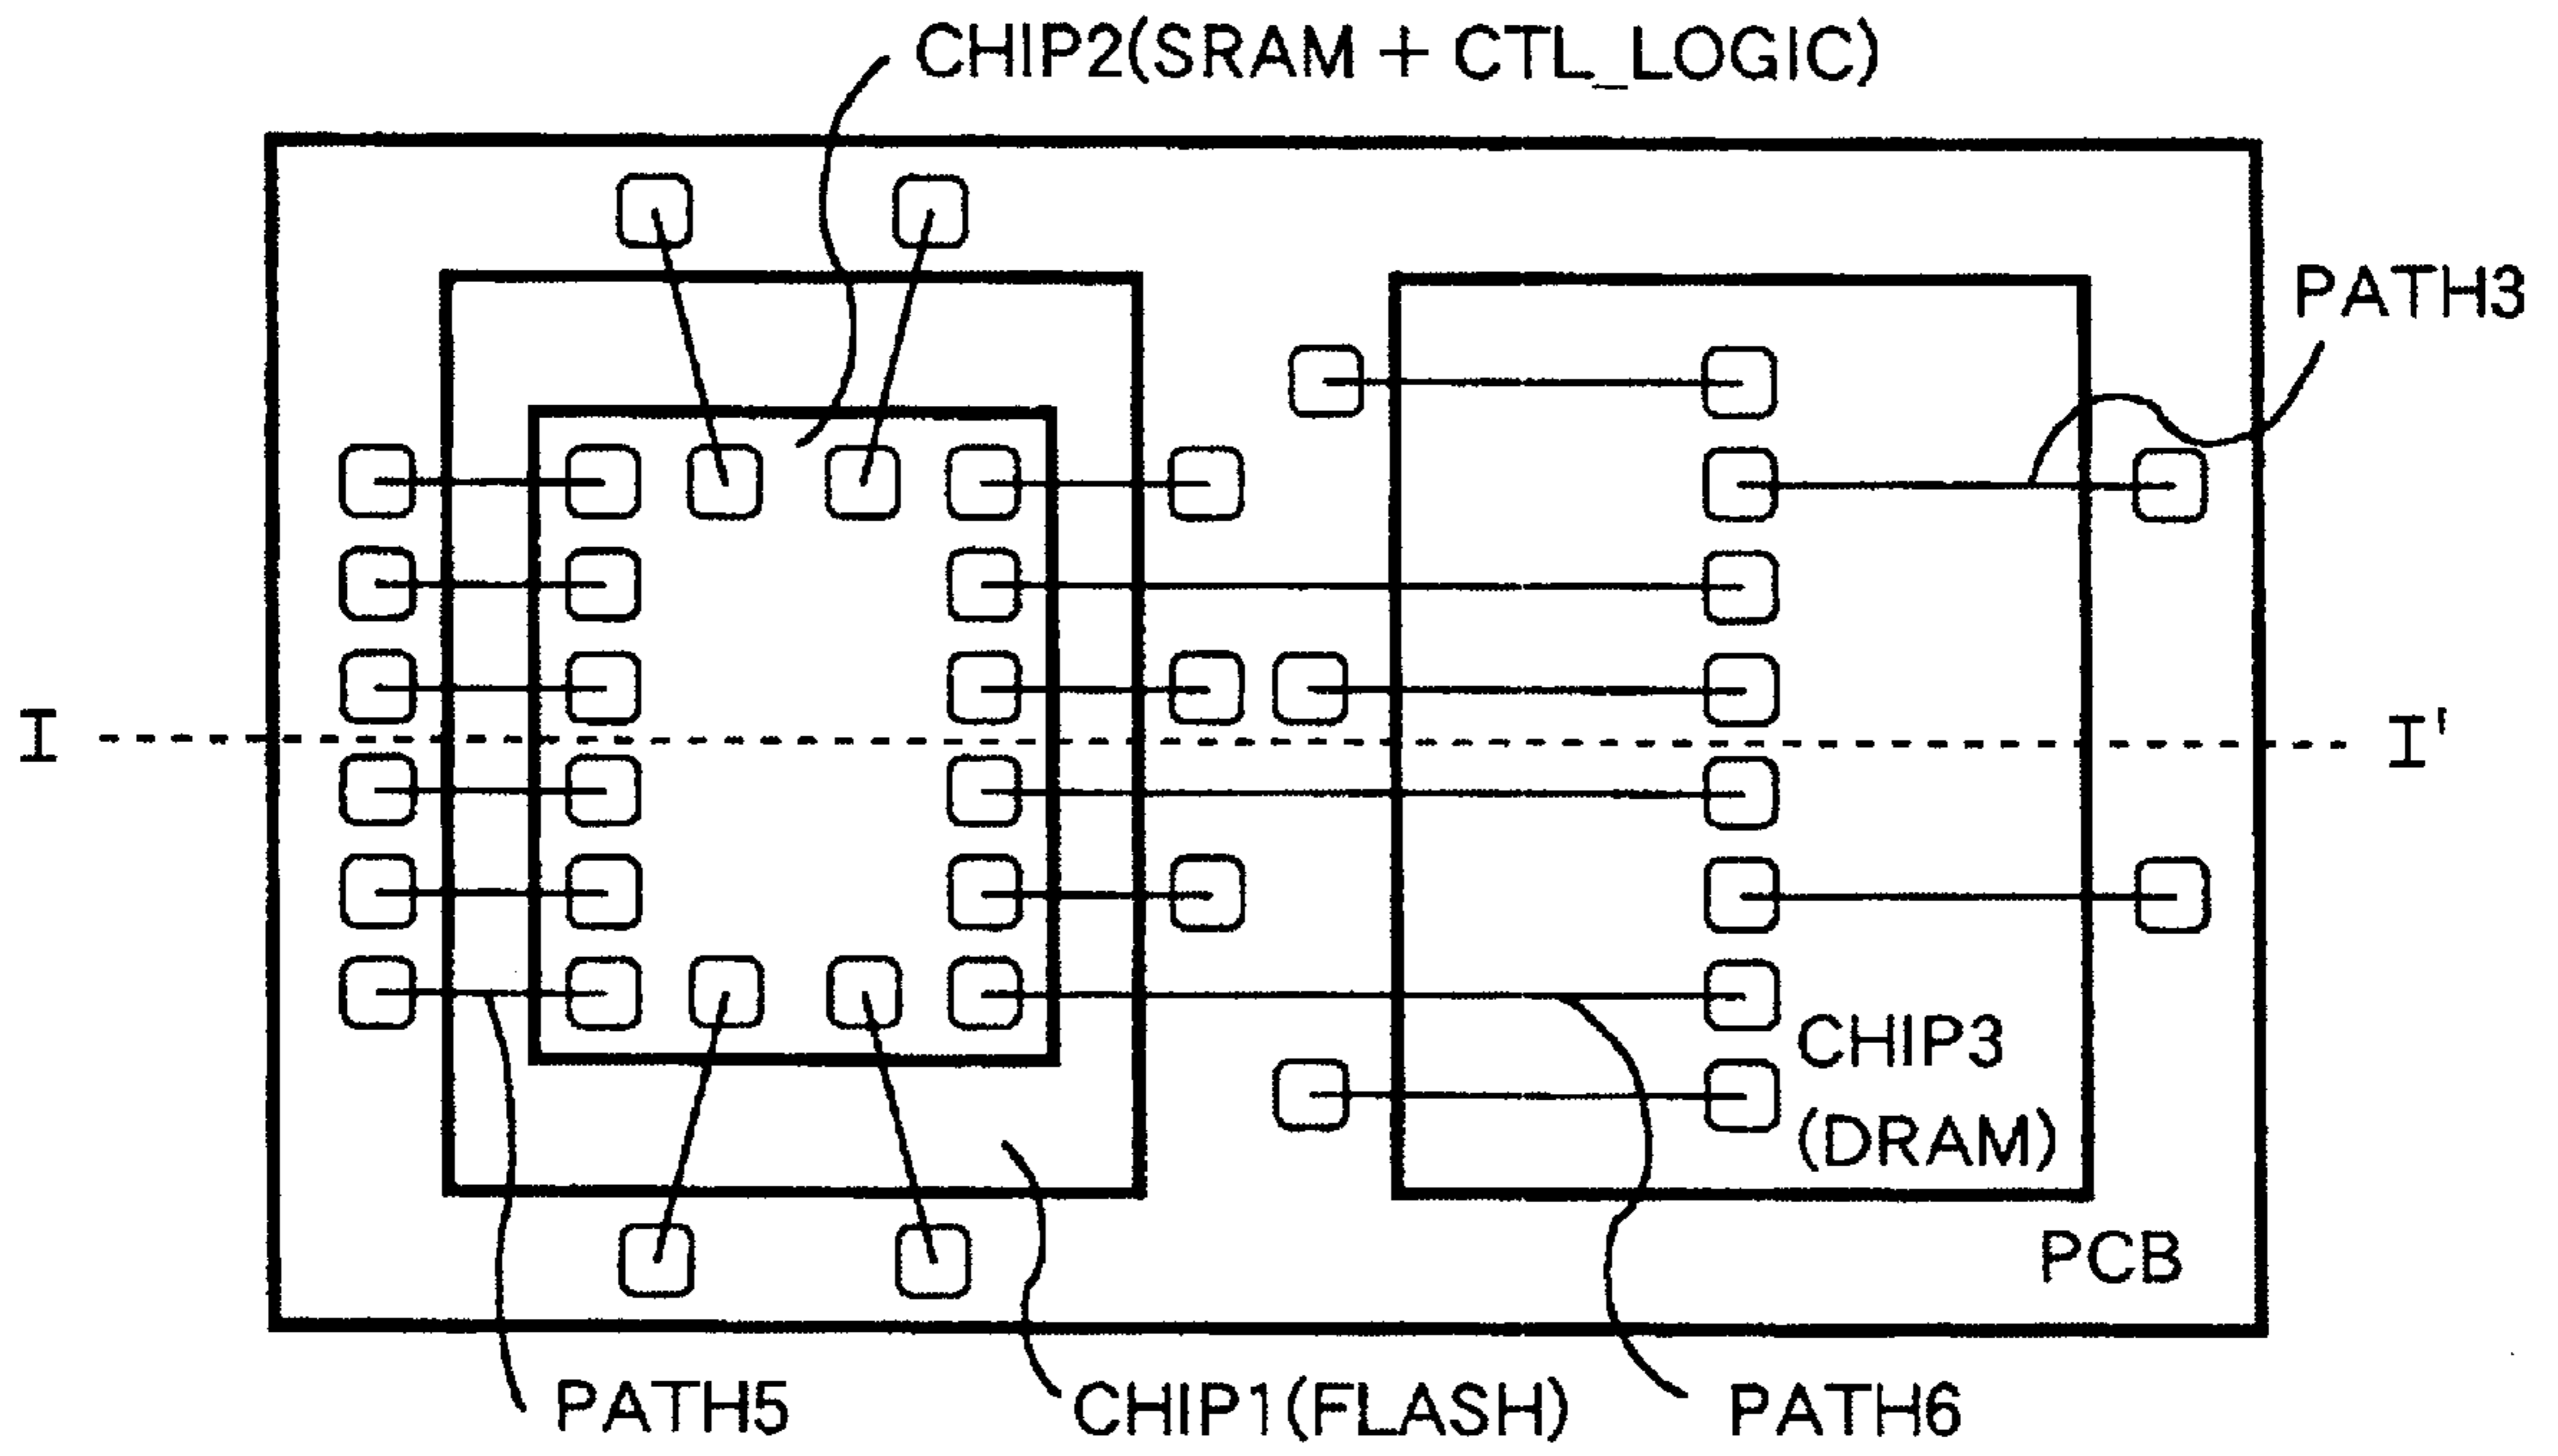 CHIP2(SRAM + CTL_LOGIC)
PATH3
I
I'
CHIP3
(DRAM)
PCB
PATH5
CHIP1(FLASH)
PATH6